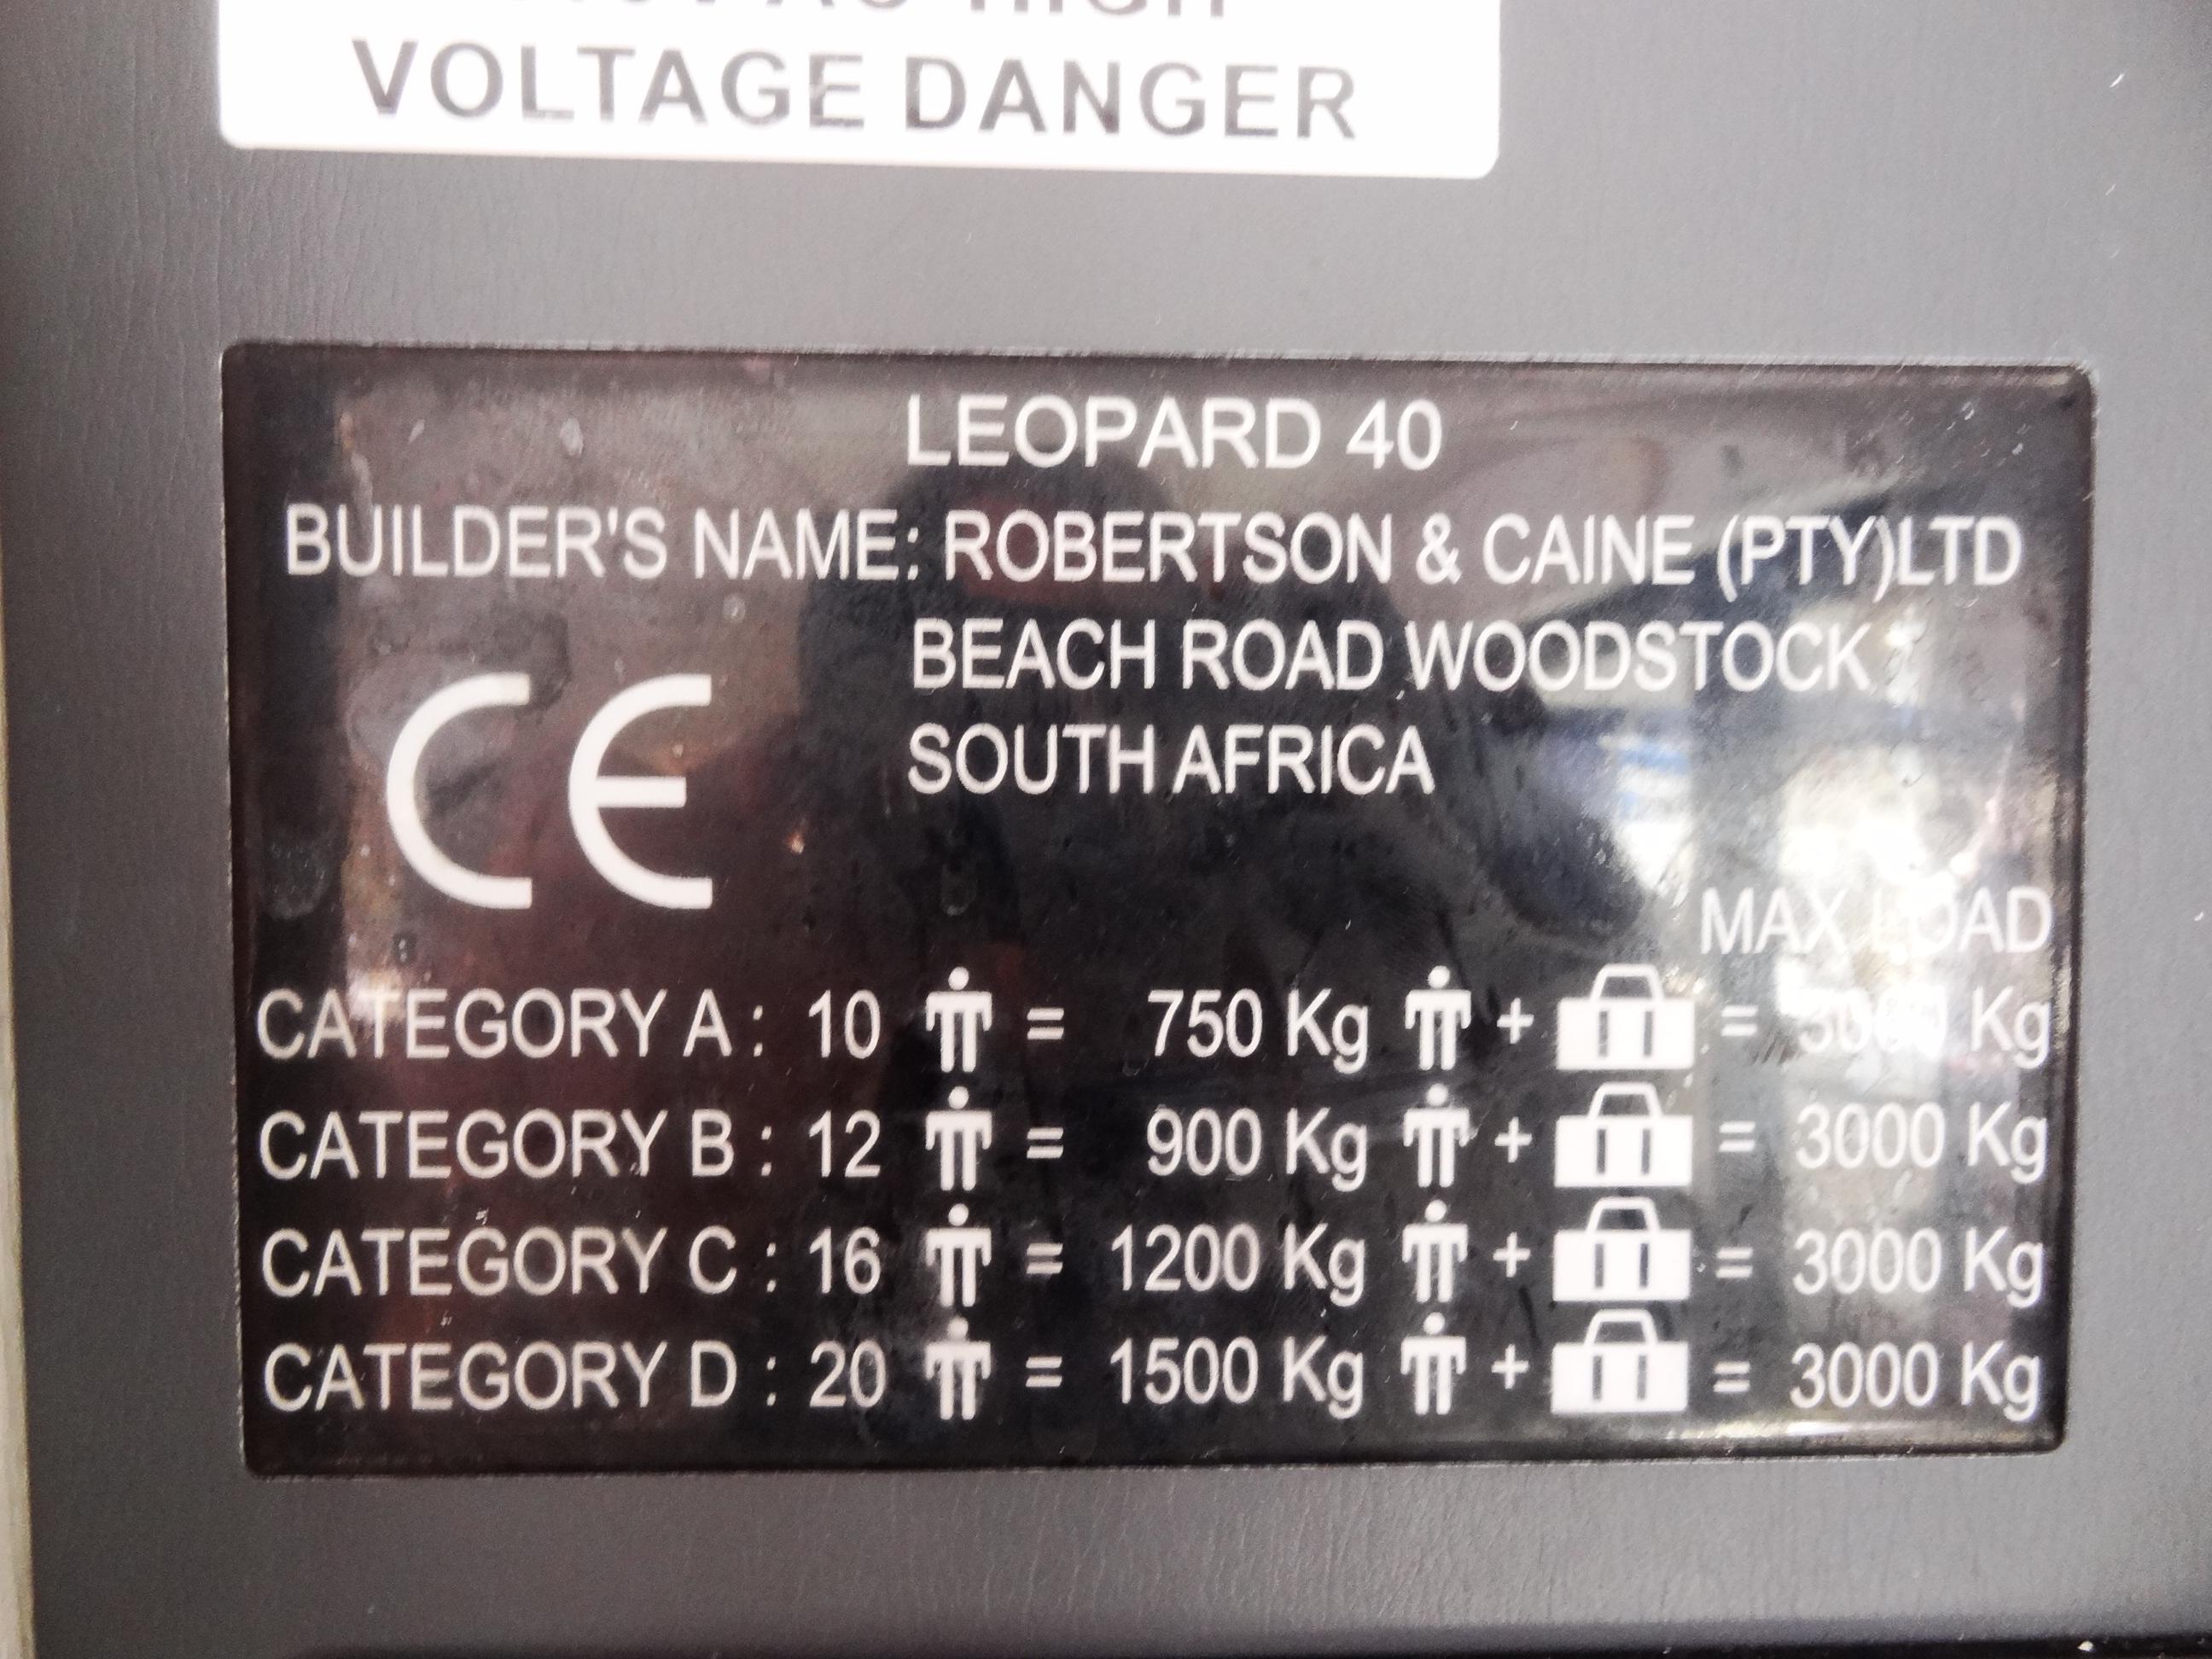 HIGH
VOLTAGE DANGER
LEOPARD 40
BUILDER'S NAME: ROBERTSON & CAINE (PTY)LTD
BEACH ROAD WOODSTOCK
SOUTH AFRICA
CE
MAX LOAD
CATEGORY A : 10 = 750 Kg + = Kg
CATEGORY B : 12 = 900 Kg + = 3000 Kg
CATEGORY C : 16 = 1200 Kg + = 3000 Kg
CATEGORY D : 20 = 1500 Kg + = 3000 Kg